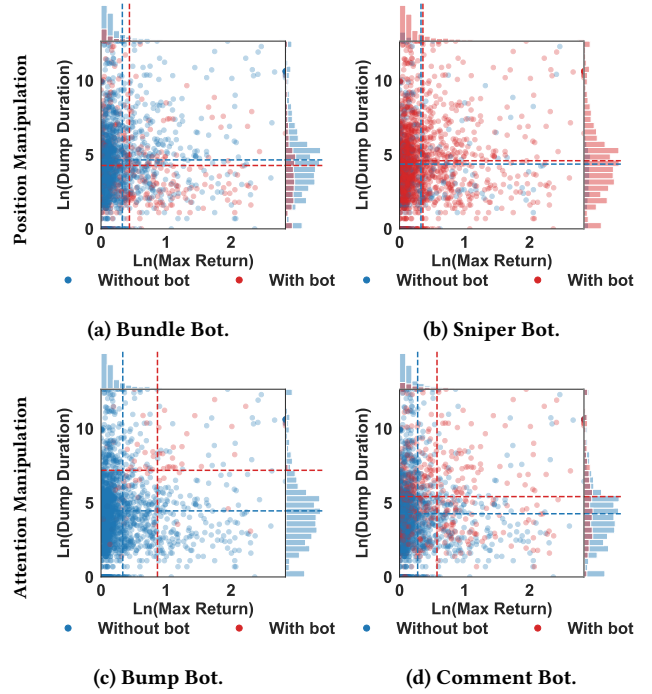 Position Manipulation
Ln(Dump Duration)
10
5
0
0 1 2
Ln(Max Return)
Without bot With bot
(a) Bundle Bot.
Ln(Dump Duration)
10
5
0
0 1 2
Ln(Max Return)
Without bot With bot
(b) Sniper Bot.
Attention Manipulation
Ln(Dump Duration)
10
5
0
0 1 2
Ln(Max Return)
Without bot With bot
(c) Bump Bot.
Ln(Dump Duration)
10
5
0
0 1 2
Ln(Max Return)
Without bot With bot
(d) Comment Bot.